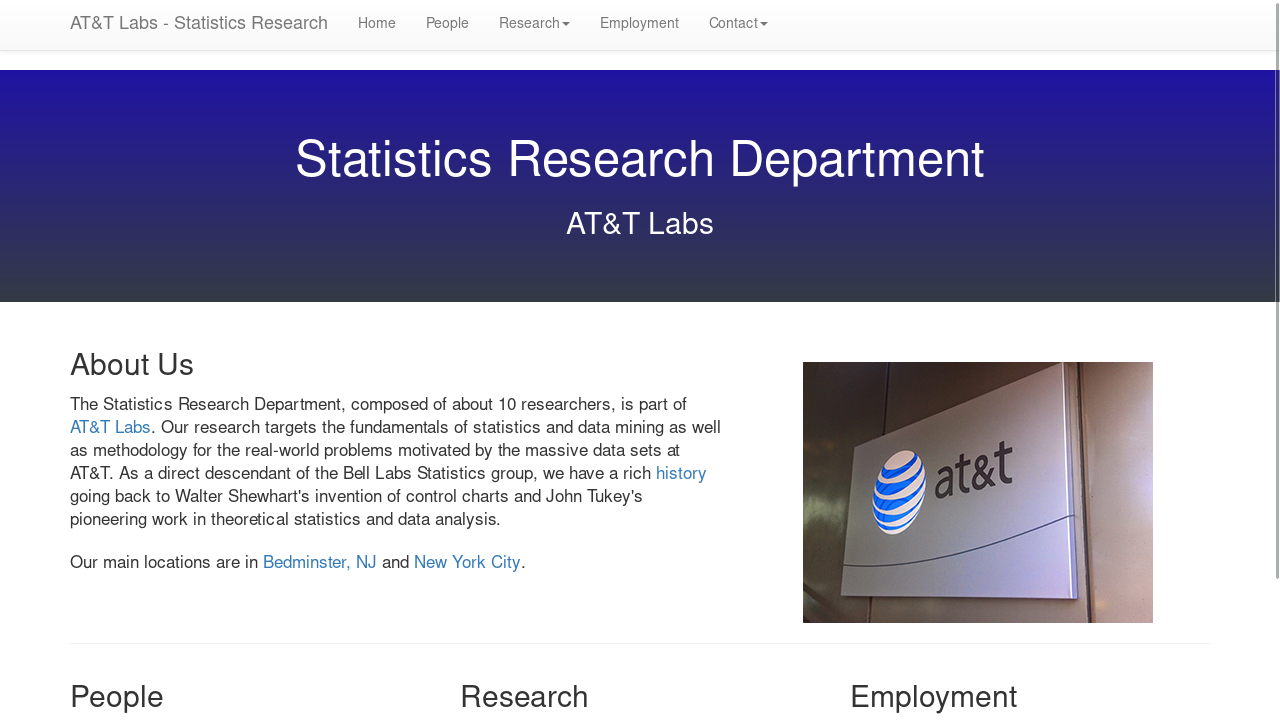 AT&T Labs - Statistics Research
Home
People
Research
Employment
Contact
Statistics Research Department
AT&T Labs
About Us
The Statistics Research Department, composed of about 10 researchers, is part of
AT&T Labs. Our research targets the fundamentals of statistics and data mining as well
as methodology for the real-world problems motivated by the massive data sets at
AT&T. As a direct descendant of the Bell Labs Statistics group, we have a rich history
going back to Walter Shewhart's invention of control charts and John Tukey's
pioneering work in theoretical statistics and data analysis.
Our main locations are in Bedminster, NJ and New York City.
at&t
People
Research
Employment